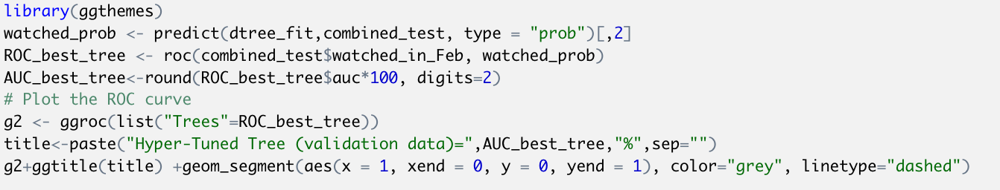 library(ggthemes)
watched_prob <- predict(dtree_fit,combined_test, type = "prob")[,2]
ROC_best_tree <- roc(combined_test$watched_in_Feb, watched_prob)
AUC_best_tree<-round(ROC_best_tree$auc*100, digits=2)
# Plot the ROC curve
g2 <- ggroc(list("Trees"=ROC_best_tree))
title<-paste("Hyper-Tuned Tree (validation data)=",AUC_best_tree,"%",sep="")
g2+ggtitle(title) +geom_segment(aes(x = 1, xend = 0, y = 0, yend = 1), color="grey", linetype="dashed")